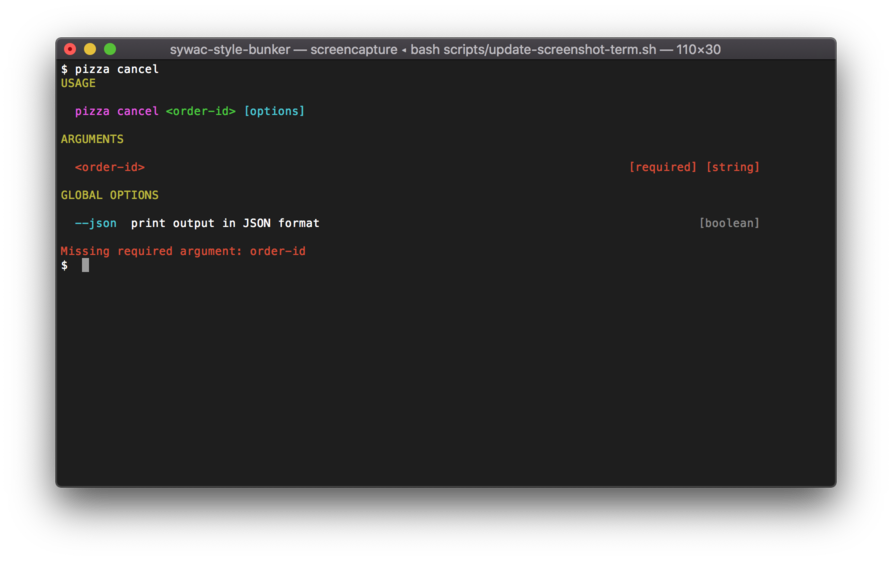 sywac-style-bunker — screencapture ◂ bash scripts/update-screenshot-term.sh — 110×30
$ pizza cancel
USAGE
pizza cancel <order-id> [options]
ARGUMENTS
<order-id> [required] [string]
GLOBAL OPTIONS
--json print output in JSON format [boolean]
Missing required argument: order-id
$